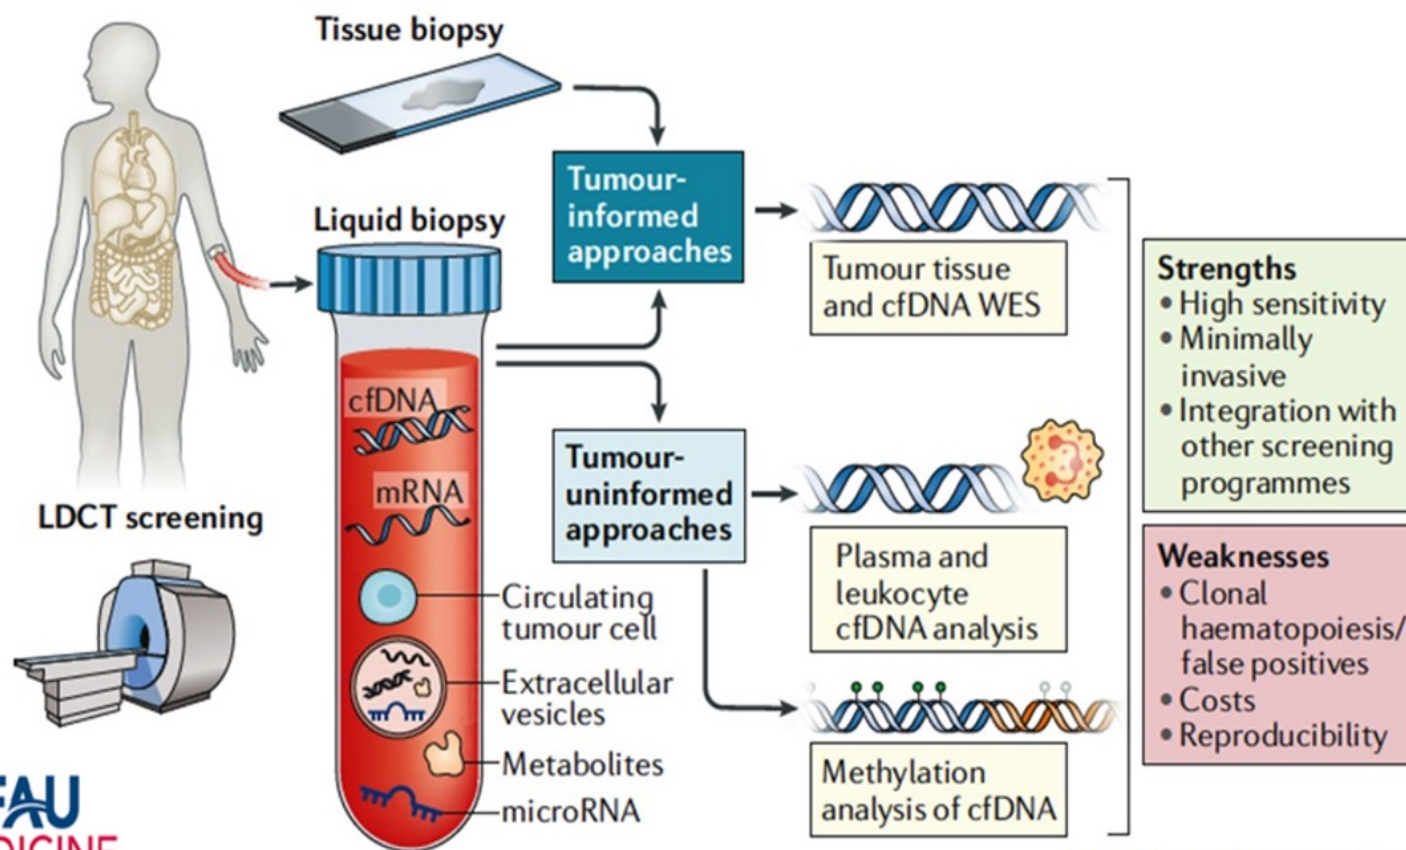 Tissue biopsy
Liquid biopsy
LDCT screening
cfDNA
mRNA
Circulating
tumour cell
Extracellular
vesicles
Metabolites
microRNA
Tumour-
informed
approaches
Tumour-
uninformed
approaches
Tumour tissue
and cfDNA WES
Plasma and
leukocyte
cfDNA analysis
Methylation
analysis of cfDNA
Strengths
• High sensitivity
• Minimally
invasive
• Integration with
other screening
programmes
Weaknesses
• Clonal
haematopoiesis/
false positives
• Costs
• Reproducibility
FAU